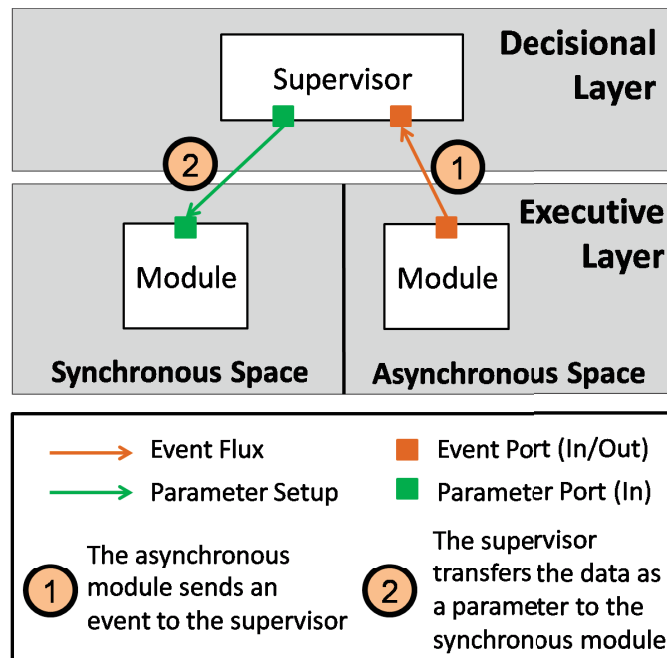 Decisional
Layer
Supervisor
2
1
Executive
Layer
Module
Module
Synchronous Space
Asynchronous Space
Event Flux
Event Port (In/Out)
Parameter Setup
Parameter Port (In)
1
The asynchronous
module sends an
event to the supervisor
2
The supervisor
transfers the data as
a parameter to the
synchronous module